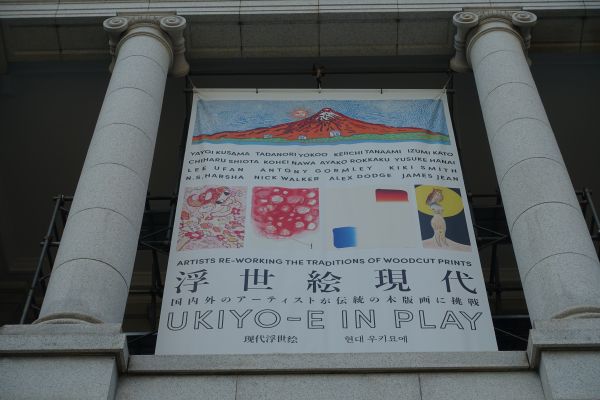 YAYOI KUSAMA TADANORI YOKOO KEIICHI TANAAMI IZUMI KATO
CHIHARU SHIOTA KOHEI NAWA AYAKO ROKKAKU YUSUKE HANAI
LEE UFAN ANTONY GORMLEY KIKI SMITH
N.S. HARSHA NICK WALKER ALEX DODGE JAMES JEAN
ARTISTS RE-WORKING THE TRADITIONS OF WOODCUT PRINTS
浮世絵現代
国内外のアーティストが伝統の木版画に挑戦
UKIYO-E IN PLAY
現代浮世絵 현대 우키요에